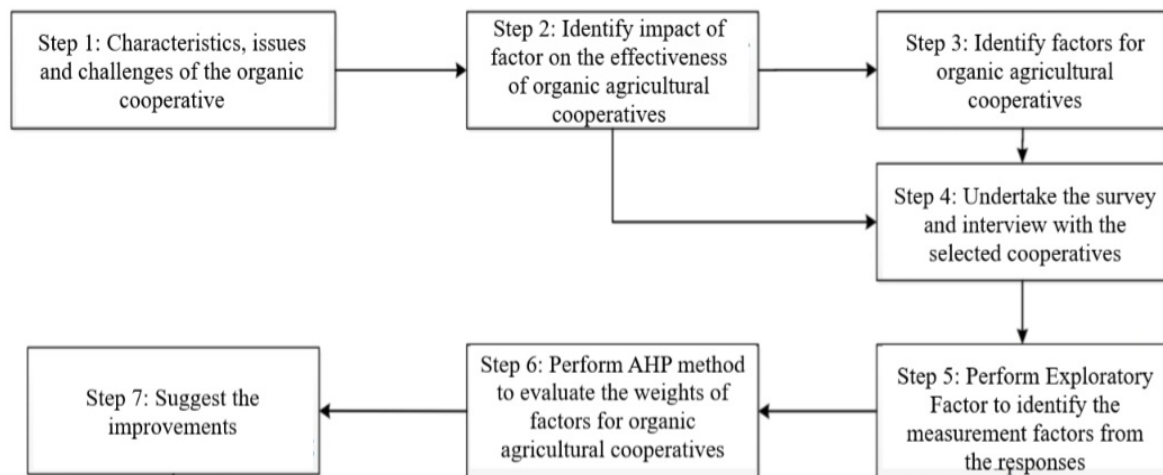 Step 1: Characteristics, issues
and challenges of the organic
cooperative
Step 2: Identify impact of
factor on the effectiveness
of organic agricultural
cooperatives
Step 3: Identify factors for
organic agricultural
cooperatives
Step 4: Undertake the survey
and interview with the
selected cooperatives
Step 5: Perform Exploratory
Factor to identify the
measurement factors from
the responses
Step 6: Perform AHP method
to evaluate the weights of
factors for organic
agricultural cooperatives
Step 7: Suggest the
improvements